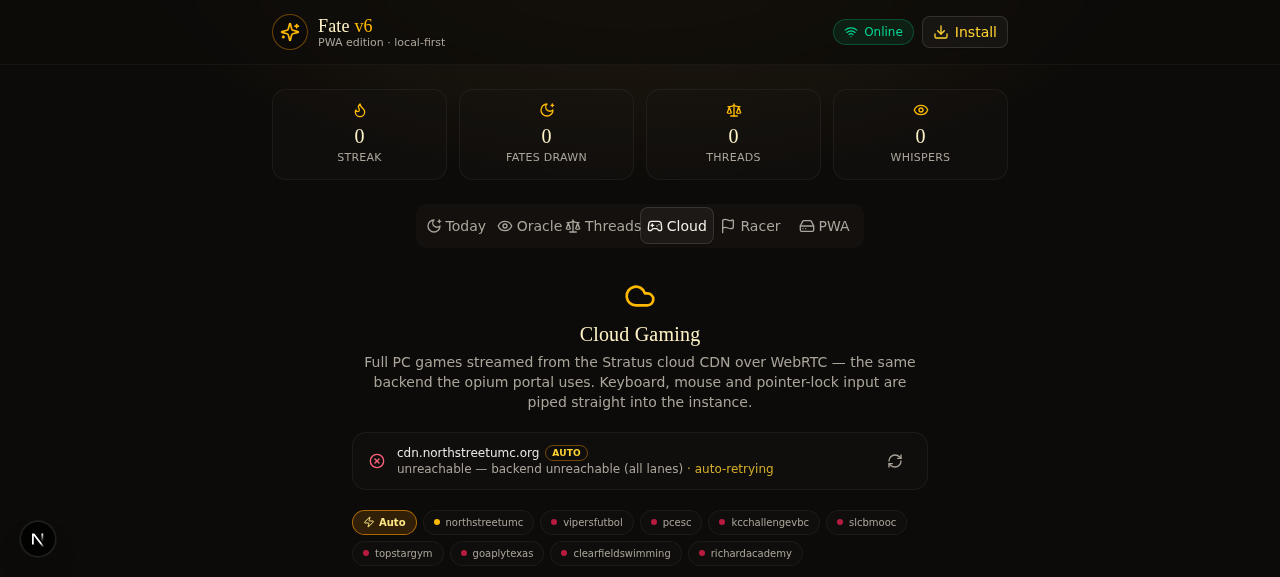 Fate v6
PWA edition · local-first
Online
Install
0
STREAK
0
FATES DRAWN
0
THREADS
0
WHISPERS
Today
Oracle
Threads
Cloud
Racer
PWA
Cloud Gaming
Full PC games streamed from the Stratus cloud CDN over WebRTC — the same
backend the opium portal uses. Keyboard, mouse and pointer-lock input are
piped straight into the instance.
cdn.northstreetumc.org AUTO
unreachable — backend unreachable (all lanes) · auto-retrying
Auto
northstreetumc
vipersfutbol
pcesc
kcchallengevbc
slcbmooc
topstargym
goaplytexas
clearfieldswimming
richardacademy
N